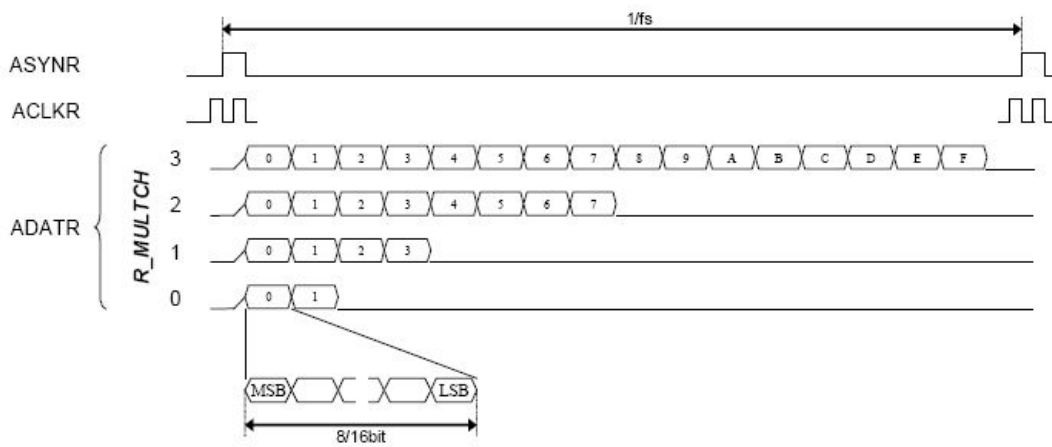 1/fs
ASYNR
ACLKR
ADATR
R_MULTCH
3 0 1 2 3 4 5 6 7 8 9 A B C D E F
2 0 1 2 3 4 5 6 7
1 0 1 2 3
0 0 1
MSB LSB
8/16bit